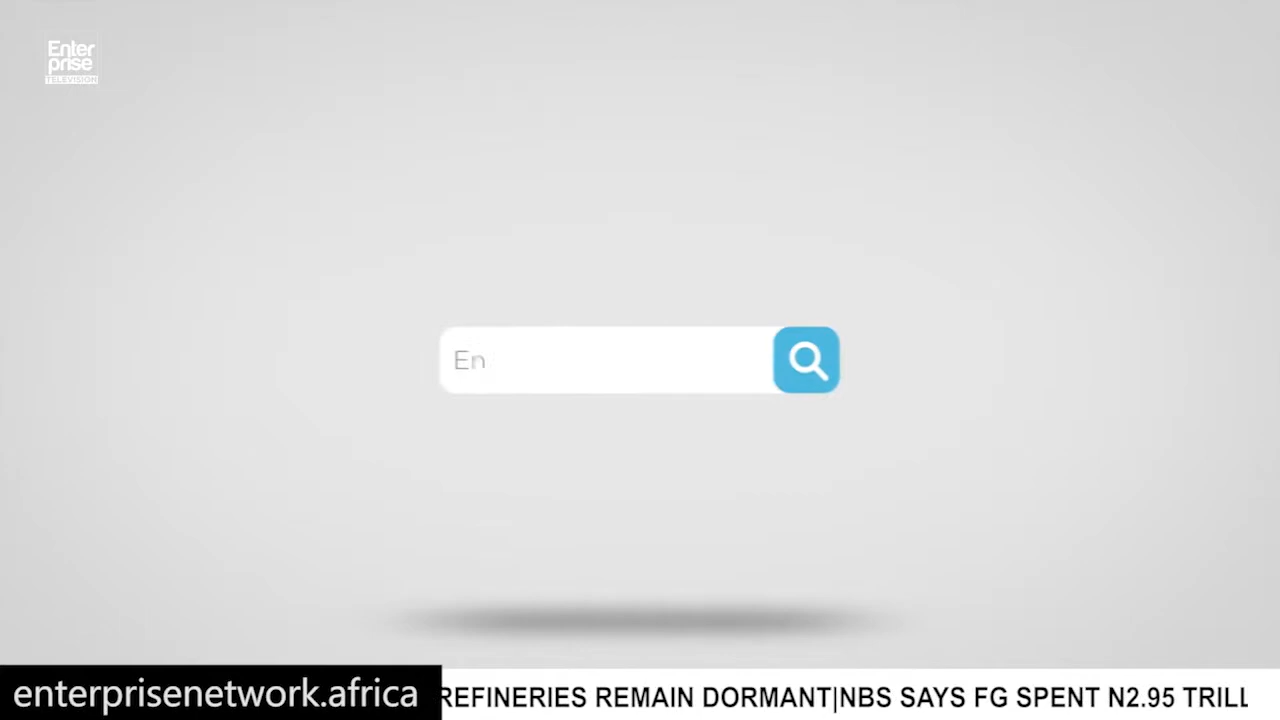 Enter
prise
TELEVISION
En
enterprisenetwork.africa
REFINERIES REMAIN DORMANT|NBS SAYS FG SPENT N2.95 TRILL